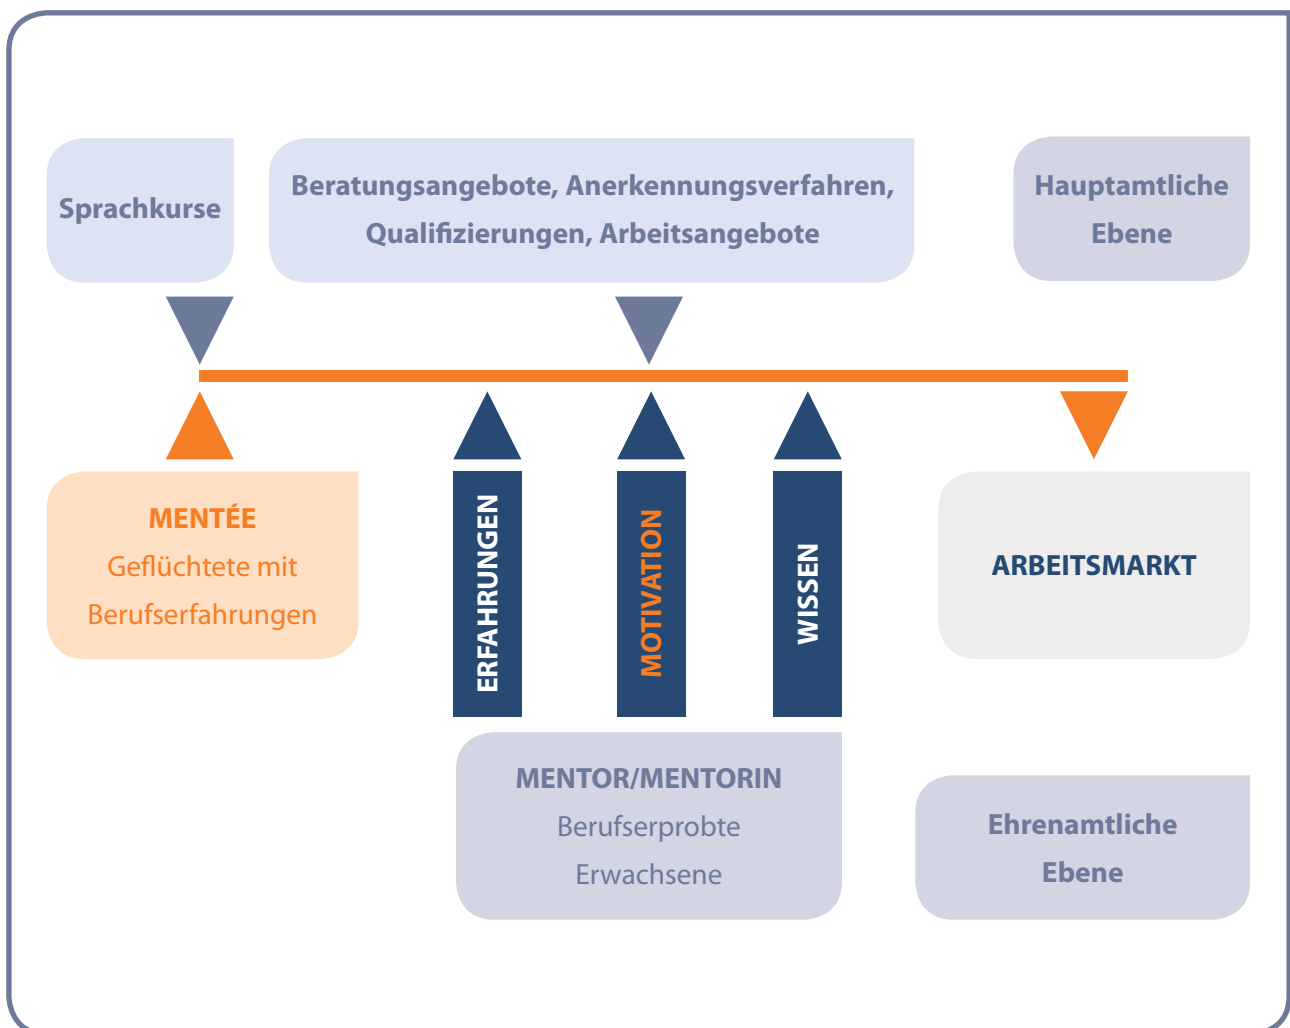 Sprachkurse
Beratungsangebote, Anerkennungsverfahren,
Qualifizierungen, Arbeitsangebote
Hauptamtliche
Ebene
MENTÉE
Geflüchtete mit
Berufserfahrungen
ERFAHRUNGEN
MOTIVATION
WISSEN
ARBEITSMARKT
MENTOR/MENTORIN
Berufserprobte
Erwachsene
Ehrenamtliche
Ebene